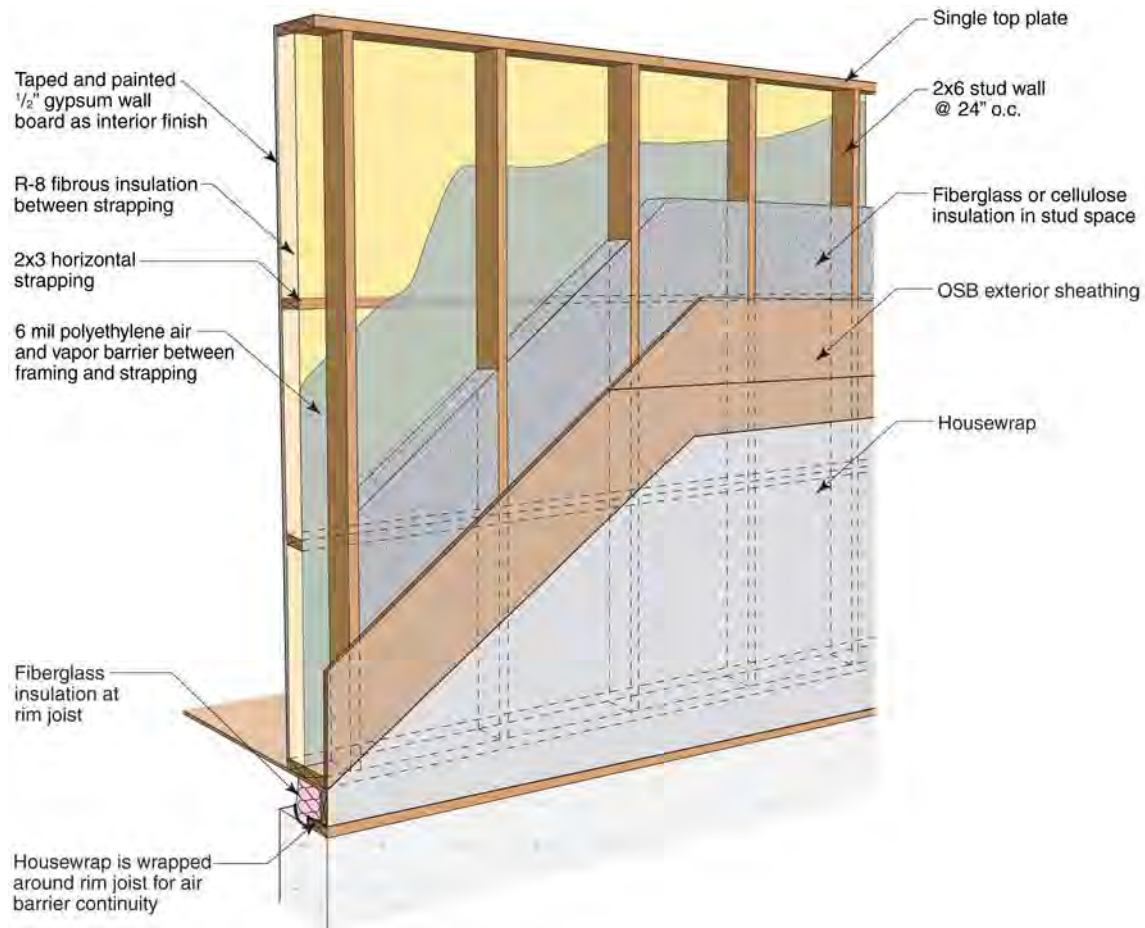 Taped and painted
1/2" gypsum wall
board as interior finish
R-8 fibrous insulation
between strapping
2x3 horizontal
strapping
6 mil polyethylene air
and vapor barrier between
framing and strapping
Fiberglass
insulation at
rim joist
Housewrap is wrapped
around rim joist for air
barrier continuity
Single top plate
2x6 stud wall
@ 24" o.c.
Fiberglass or cellulose
insulation in stud space
OSB exterior sheathing
Housewrap